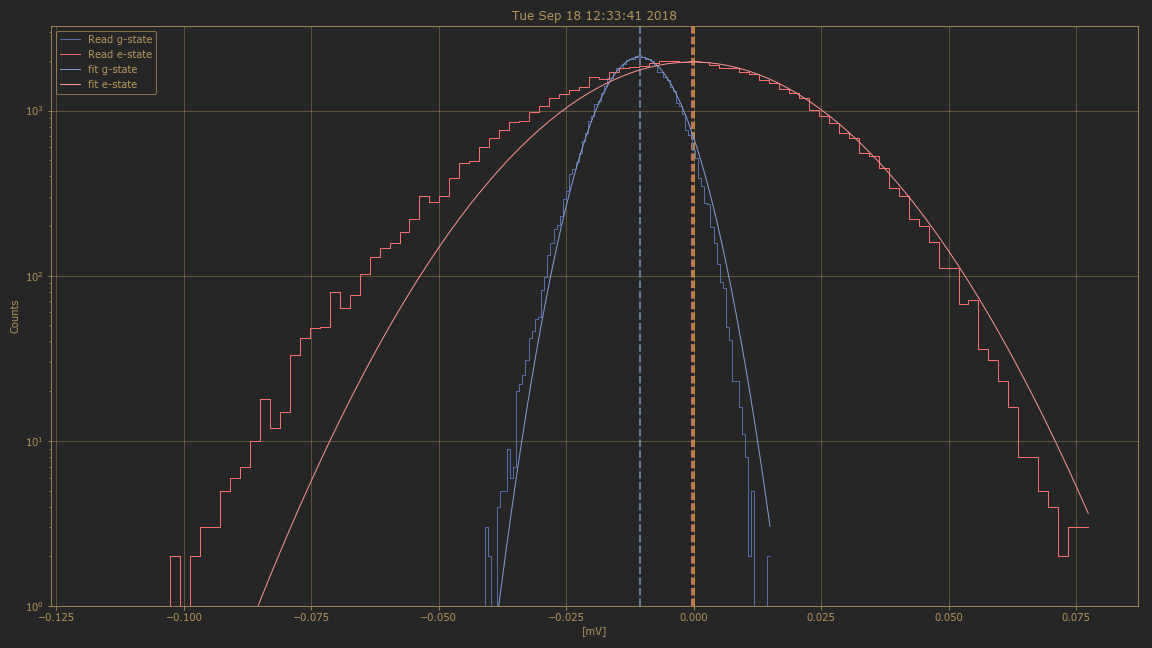 Tue Sep 18 12:33:41 2018
Read g-state
Read e-state
fit g-state
fit e-state
10³
10²
10¹
10⁰
Counts
−0.125 −0.100 −0.075 −0.050 −0.025 0.000 0.025 0.050 0.075
[mV]